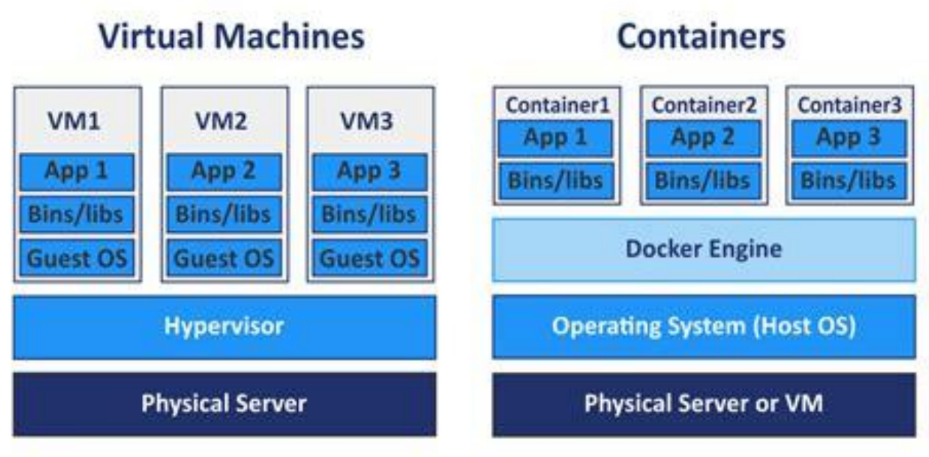 Virtual Machines
VM1
App 1
Bins/libs
Guest OS
VM2
App 2
Bins/libs
Guest OS
VM3
App 3
Bins/libs
Guest OS
Hypervisor
Physical Server
Containers
Container1
App 1
Bins/libs
Container2
App 2
Bins/libs
Container3
App 3
Bins/libs
Docker Engine
Operating System (Host OS)
Physical Server or VM